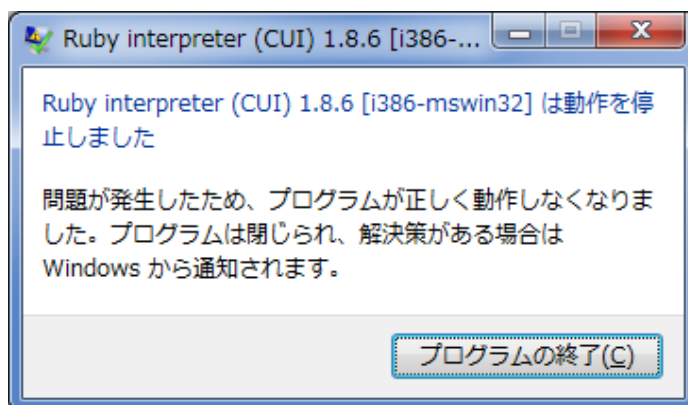 Ruby interpreter (CUI) 1.8.6 [i386-...
Ruby interpreter (CUI) 1.8.6 [i386-mswin32] は動作を停
止しました
問題が発生したため、プログラムが正しく動作しなくなりま
した。プログラムは閉じられ、解決策がある場合は
Windows から通知されます。
プログラムの終了(C)